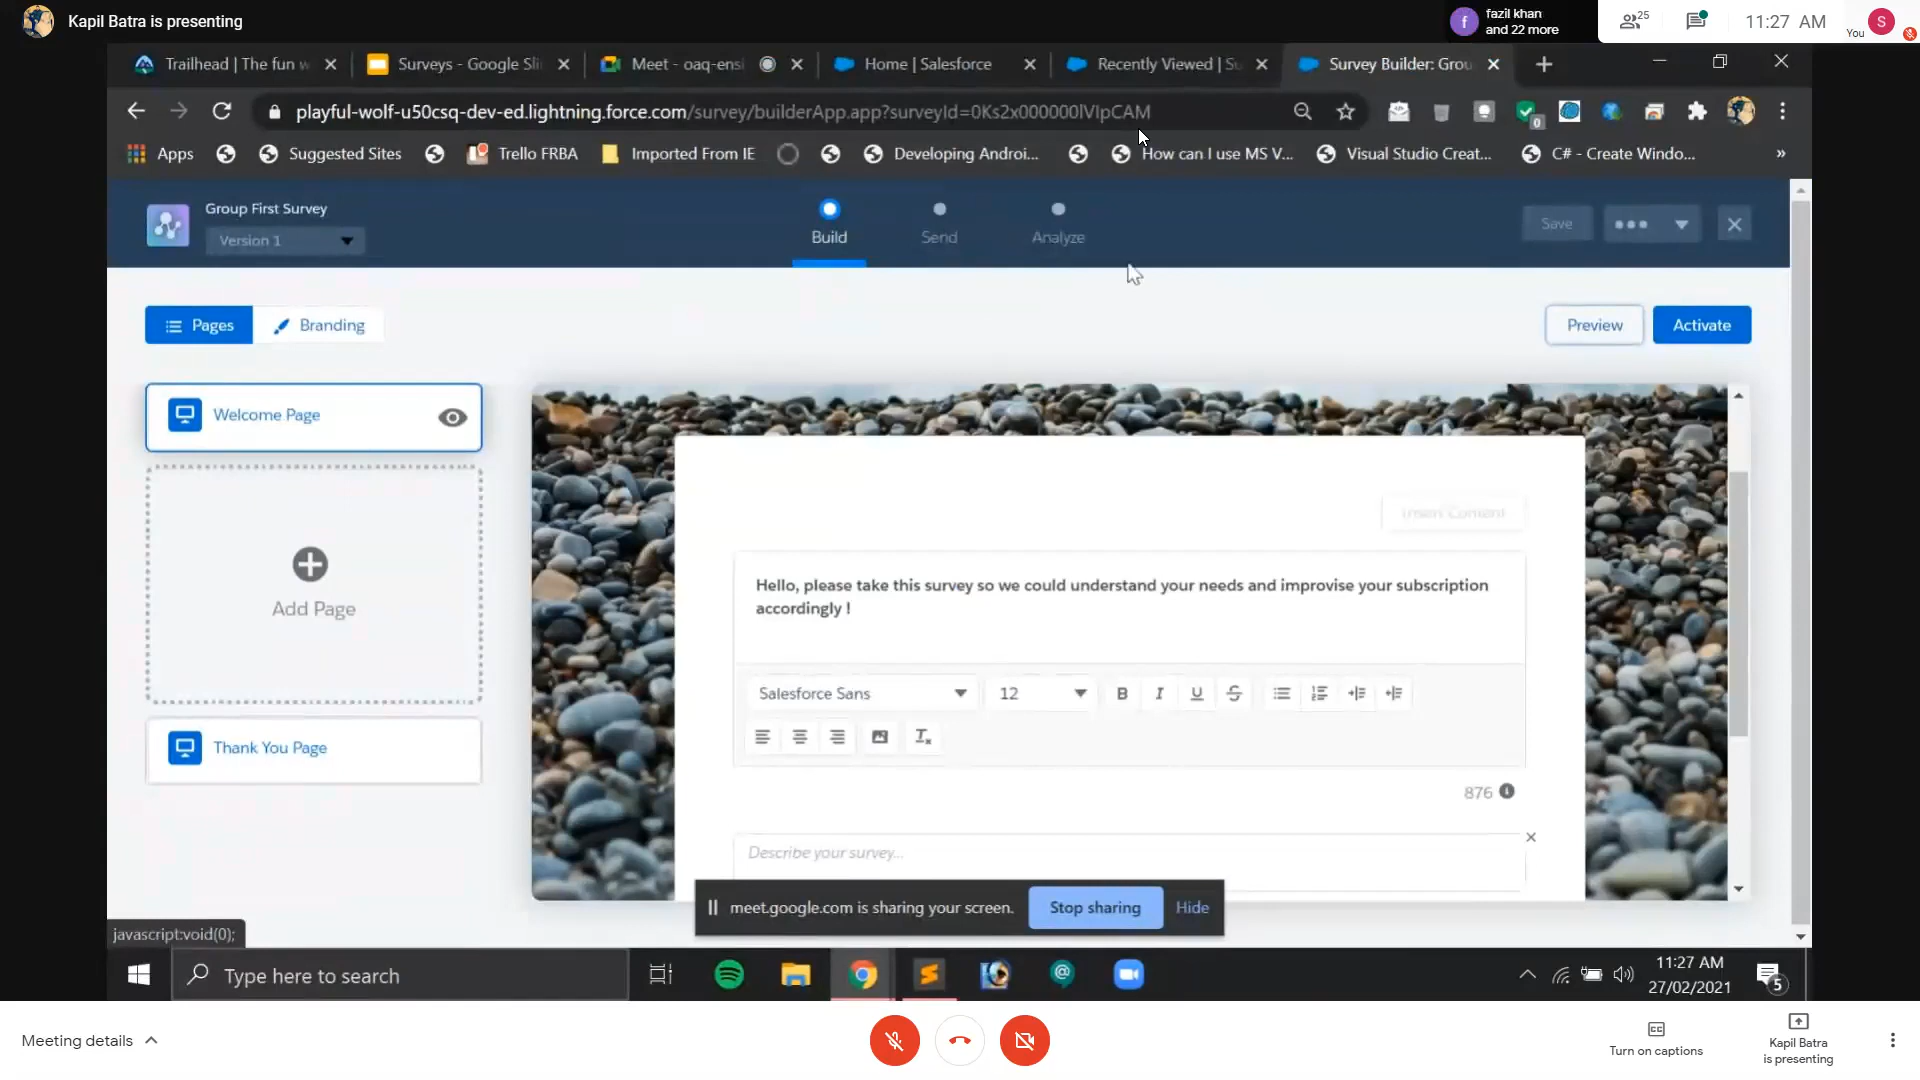 Kapil Batra is presenting
f
fazil khan
and 22 more
25
11:27 AM
You
S
Trailhead | The fun w
Surveys - Google Sli
Meet - oaq-ensi
Home | Salesforce
Recently Viewed | Su
Survey Builder: Grou
playful-wolf-u50csq-dev-ed.lightning.force.com/survey/builderApp.app?surveyId=0Ks2x000000lVIpCAM
0
Apps
Suggested Sites
Trello FRBA
Imported From IE
Developing Androi...
How can I use MS V...
Visual Studio Creat...
C# - Create Windo...
»
Group First Survey
Version 1
Build
Send
Analyze
Save
Pages
Branding
Preview
Activate
Welcome Page
Add Page
Thank You Page
Insert Content
Hello, please take this survey so we could understand your needs and improvise your subscription
accordingly !
Salesforce Sans
12
B I U S
876
Describe your survey...
meet.google.com is sharing your screen.
Stop sharing
Hide
javascript:void(0);
Type here to search
11:27 AM
27/02/2021
5
Meeting details
Turn on captions
Kapil Batra
is presenting